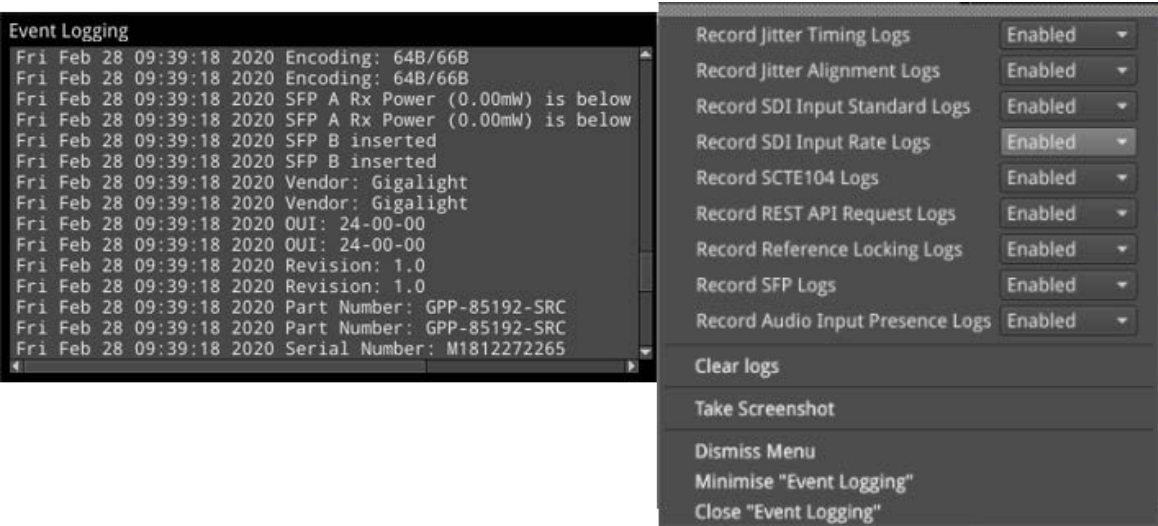 Event Logging
Fri Feb 28 09:39:18 2020 Encoding: 64B/66B
Fri Feb 28 09:39:18 2020 Encoding: 64B/66B
Fri Feb 28 09:39:18 2020 SFP A Rx Power (0.00mW) is below
Fri Feb 28 09:39:18 2020 SFP A Rx Power (0.00mW) is below
Fri Feb 28 09:39:18 2020 SFP B inserted
Fri Feb 28 09:39:18 2020 SFP B inserted
Fri Feb 28 09:39:18 2020 Vendor: Gigalight
Fri Feb 28 09:39:18 2020 Vendor: Gigalight
Fri Feb 28 09:39:18 2020 OUI: 24-00-00
Fri Feb 28 09:39:18 2020 OUI: 24-00-00
Fri Feb 28 09:39:18 2020 Revision: 1.0
Fri Feb 28 09:39:18 2020 Revision: 1.0
Fri Feb 28 09:39:18 2020 Part Number: GPP-85192-SRC
Fri Feb 28 09:39:18 2020 Part Number: GPP-85192-SRC
Fri Feb 28 09:39:18 2020 Serial Number: M1812272265
Record Jitter Timing Logs Enabled
Record Jitter Alignment Logs Enabled
Record SDI Input Standard Logs Enabled
Record SDI Input Rate Logs Enabled
Record SCTE104 Logs Enabled
Record REST API Request Logs Enabled
Record Reference Locking Logs Enabled
Record SFP Logs Enabled
Record Audio Input Presence Logs Enabled
Clear logs
Take Screenshot
Dismiss Menu
Minimise "Event Logging"
Close "Event Logging"